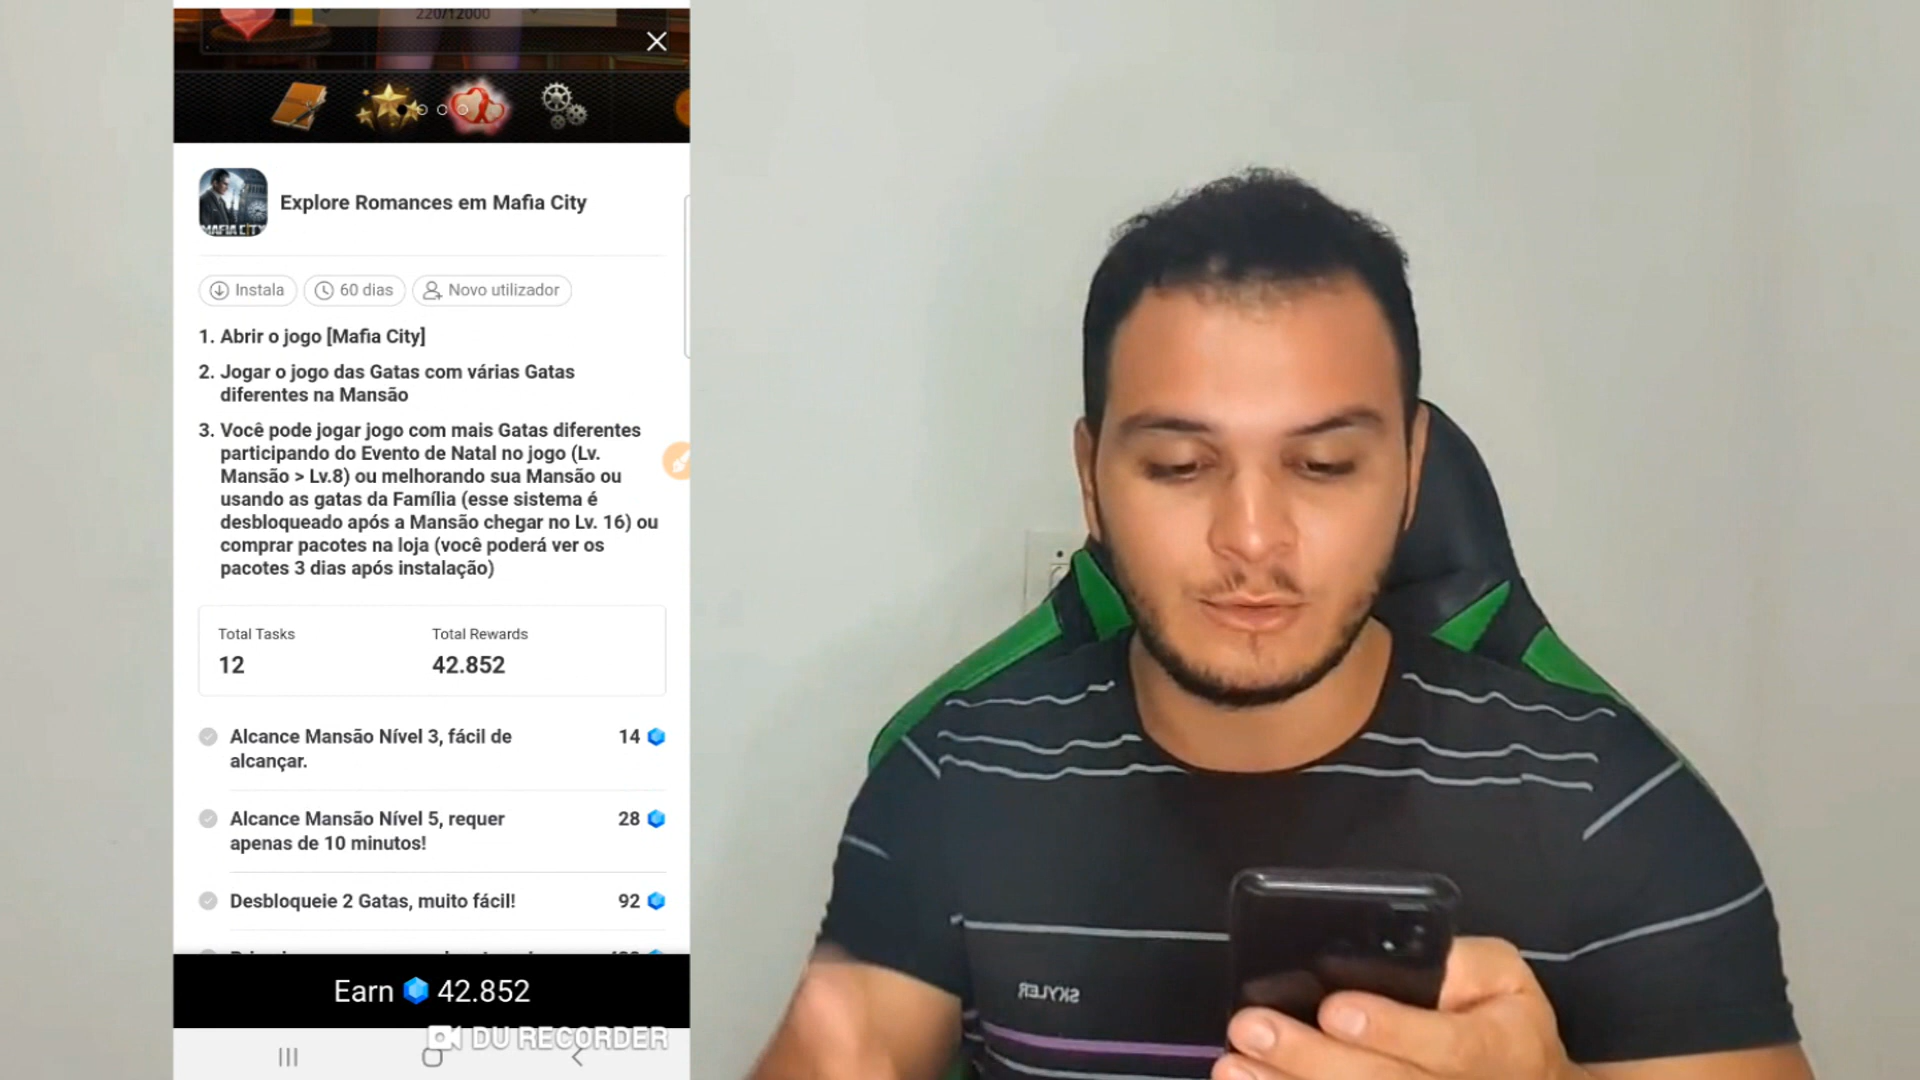 220/12000
MAFIA CITY
Explore Romances em Mafia City
Instala
60 dias
Novo utilizador
1. Abrir o jogo [Mafia City]
2. Jogar o jogo das Gatas com várias Gatas
diferentes na Mansão
3. Você pode jogar jogo com mais Gatas diferentes
participando do Evento de Natal no jogo (Lv.
Mansão > Lv.8) ou melhorando sua Mansão ou
usando as gatas da Família (esse sistema é
desbloqueado após a Mansão chegar no Lv. 16) ou
comprar pacotes na loja (você poderá ver os
pacotes 3 dias após instalação)
Total Tasks
Total Rewards
12
42.852
Alcance Mansão Nível 3, fácil de
alcançar.
14
Alcance Mansão Nível 5, requer
apenas de 10 minutos!
28
Desbloqueie 2 Gatas, muito fácil!
92
Earn 42.852
DU RECORDER
SKYLER